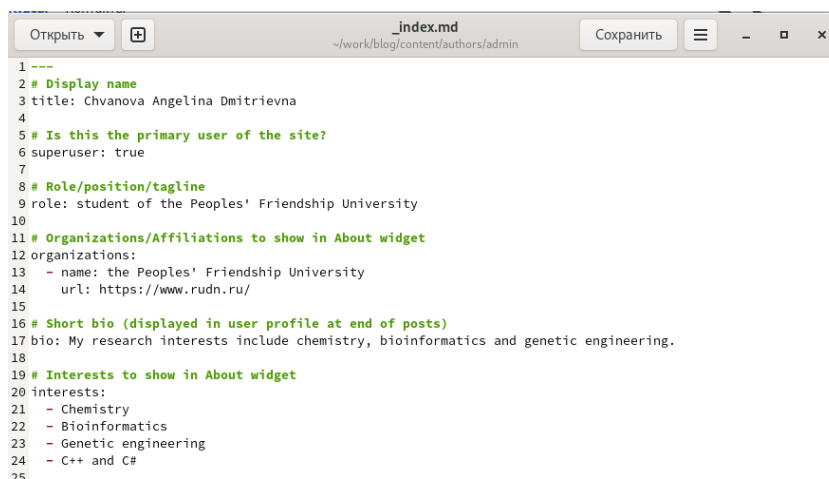 Открыть
_index.md
~/work/blog/content/authors/admin
Сохранить
1 ---
2 # Display name
3 title: Chvanova Angelina Dmitrievna
4
5 # Is this the primary user of the site?
6 superuser: true
7
8 # Role/position/tagline
9 role: student of the Peoples' Friendship University
10
11 # Organizations/Affiliations to show in About widget
12 organizations:
13   - name: the Peoples' Friendship University
14     url: https://www.rudn.ru/
15
16 # Short bio (displayed in user profile at end of posts)
17 bio: My research interests include chemistry, bioinformatics and genetic engineering.
18
19 # Interests to show in About widget
20 interests:
21   - Chemistry
22   - Bioinformatics
23   - Genetic engineering
24   - C++ and C#
25